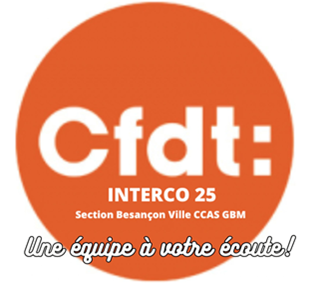 Cfdt:
INTERCO 25
Section Besançon Ville CCAS GBM
Une équipe à votre écoute!